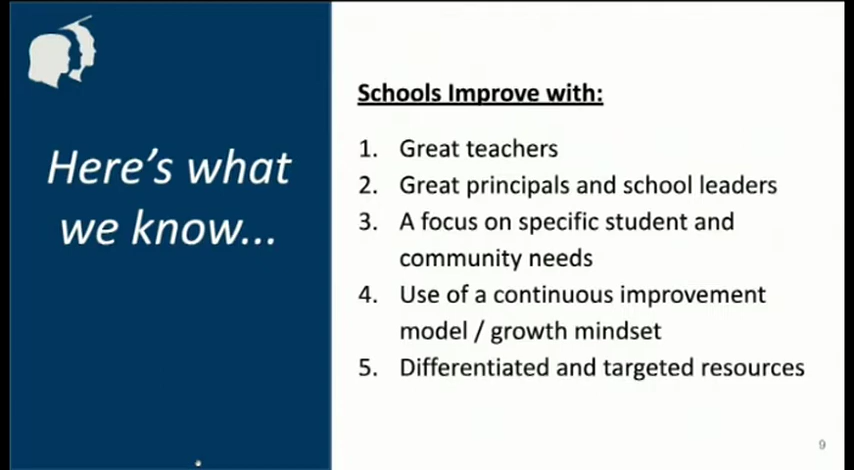 Here's what
we know...
Schools Improve with:
1. Great teachers
2. Great principals and school leaders
3. A focus on specific student and
community needs
4. Use of a continuous improvement
model / growth mindset
5. Differentiated and targeted resources
9